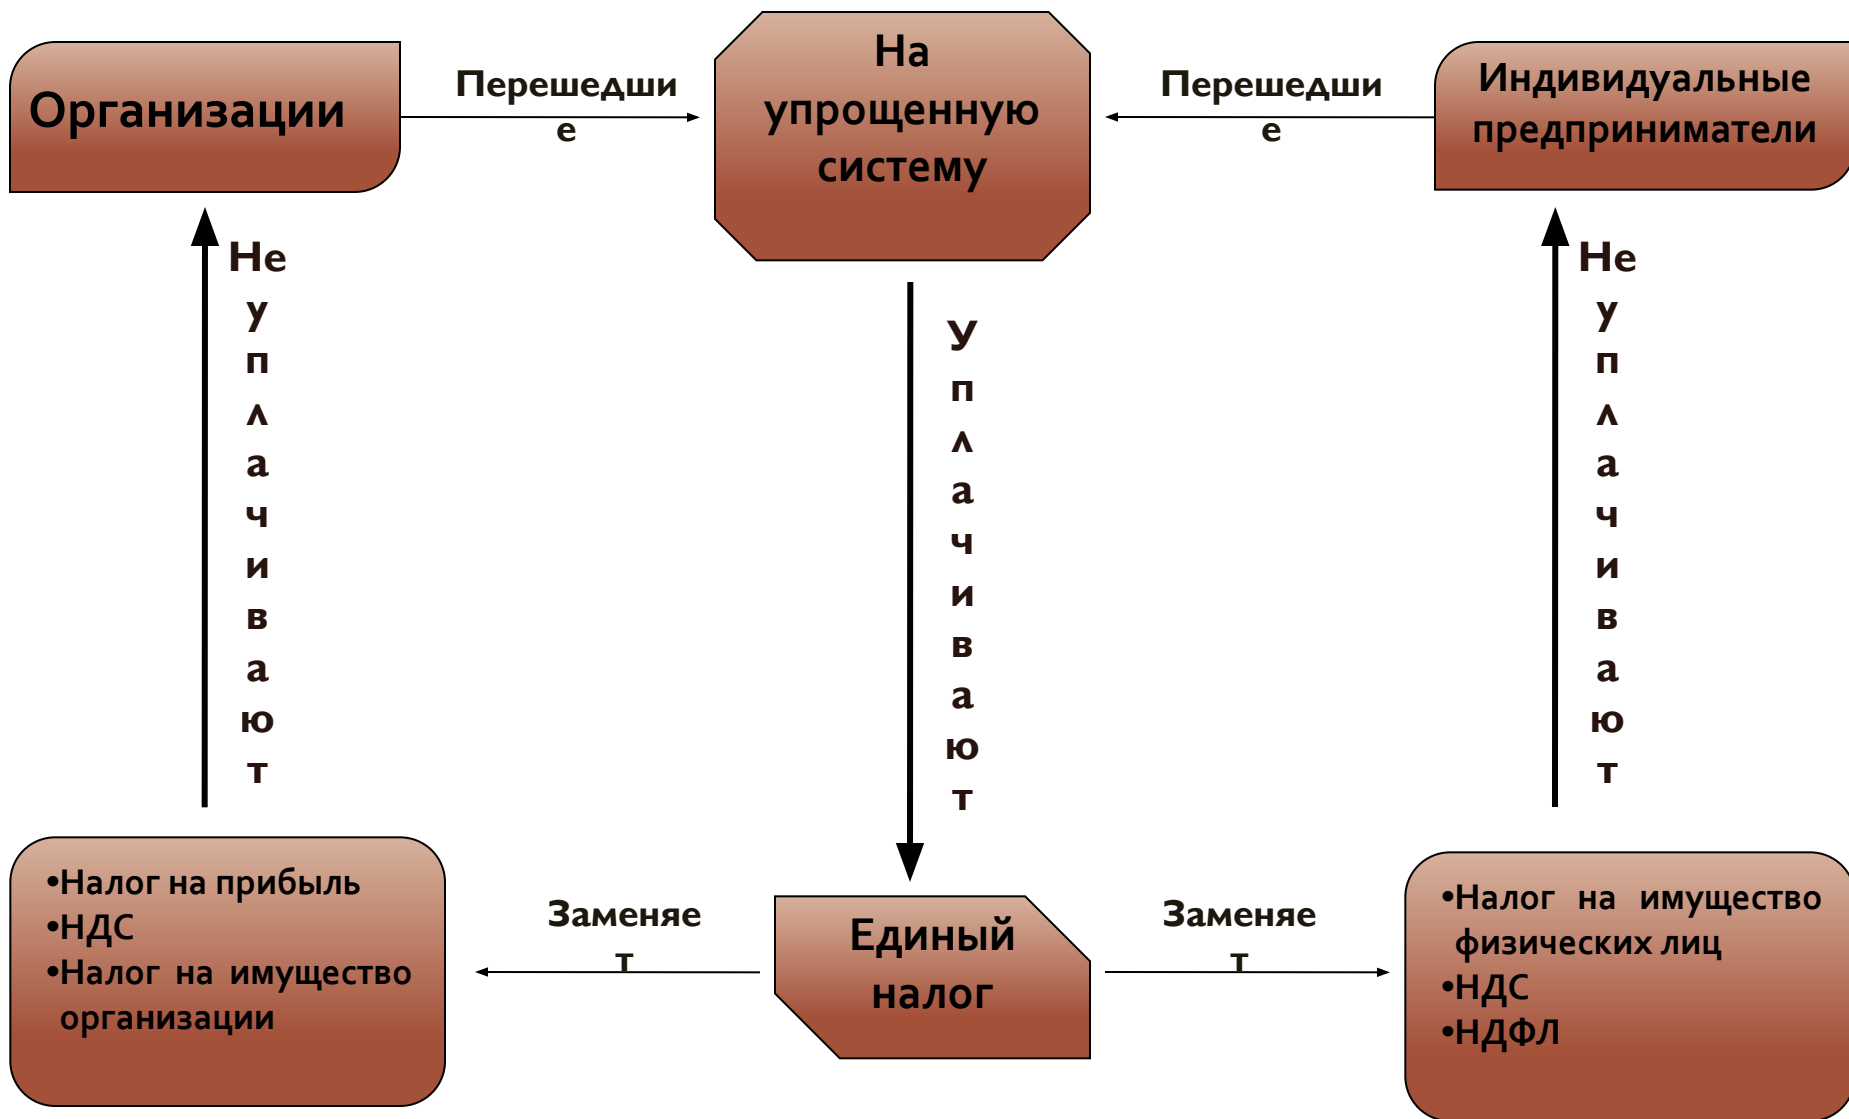 Организации
Перешедши
е
На
упрощенную
систему
Перешедши
е
Индивидуальные
предприниматели
Не
у
п
л
а
ч
и
в
а
ю
т
У
п
л
а
ч
и
в
а
ю
т
Не
у
п
л
а
ч
и
в
а
ю
т
•Налог на прибыль
•НДС
•Налог на имущество
организации
Заменяе
т
Единый
налог
Заменяе
т
•Налог на имущество
физических лиц
•НДС
•НДФЛ